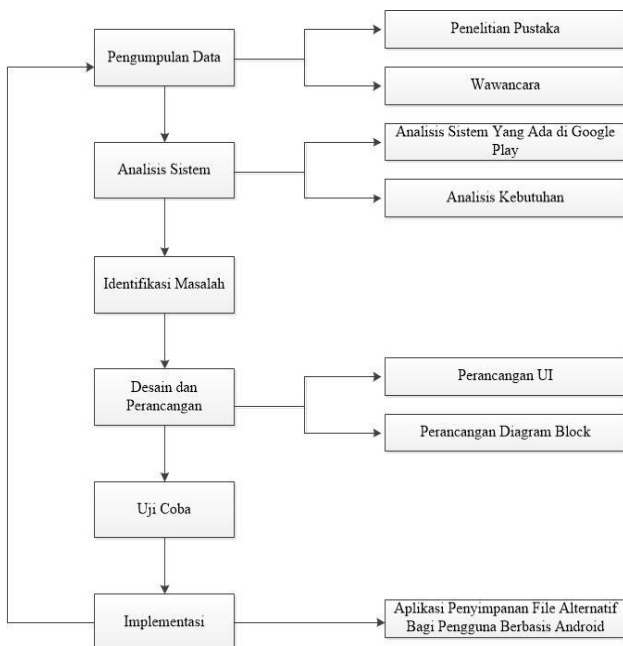 Pengumpulan Data
Penelitian Pustaka
Wawancara
Analisis Sistem
Analisis Sistem Yang Ada di Google
Play
Analisis Kebutuhan
Identifikasi Masalah
Desain dan
Perancangan
Perancangan UI
Perancangan Diagram Block
Uji Coba
Implementasi
Aplikasi Penyimpanan File Alternatif
Bagi Pengguna Berbasis Android